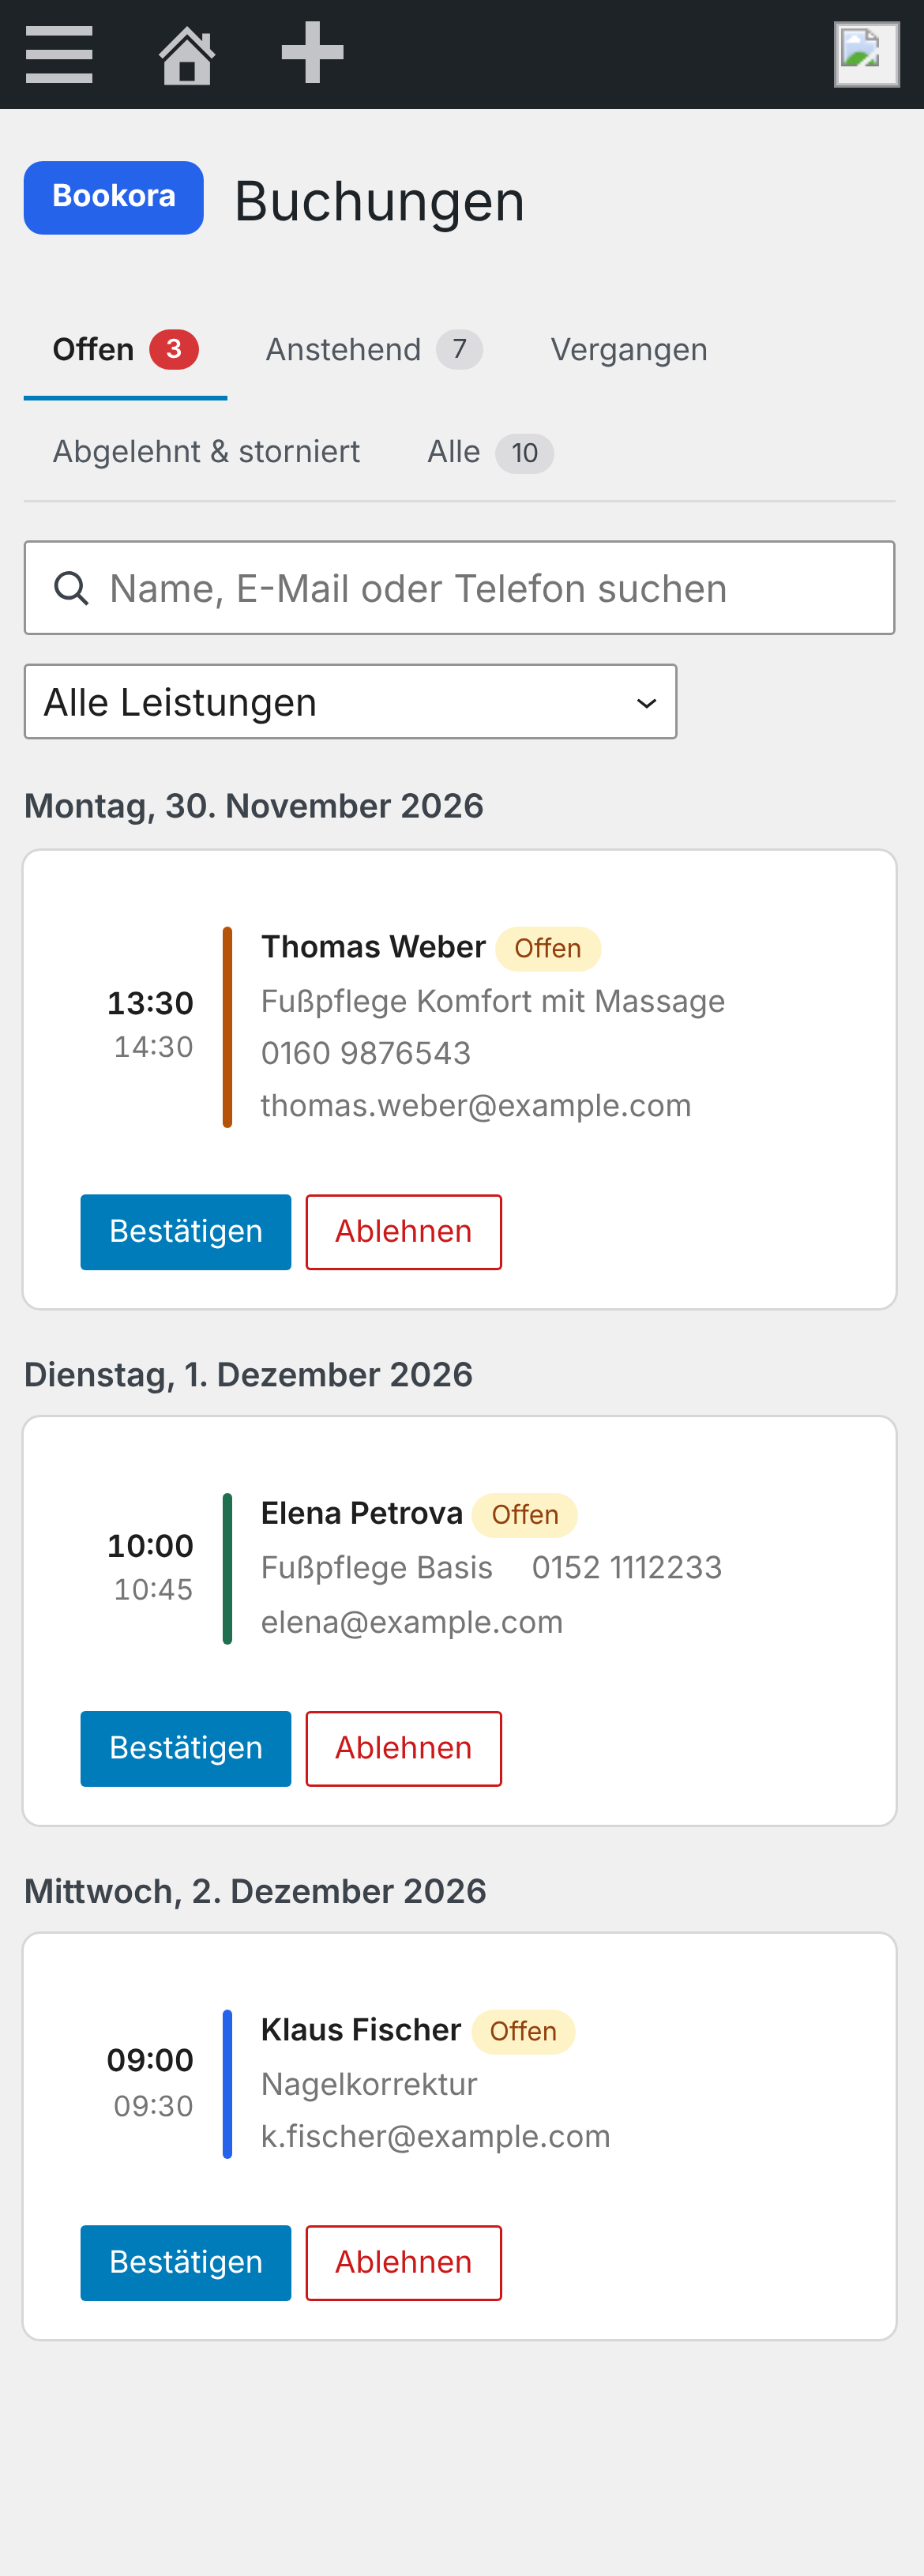 Bookora Buchungen
Offen 3 Anstehend 7 Vergangen
Abgelehnt & storniert Alle 10
Name, E-Mail oder Telefon suchen
Alle Leistungen
Montag, 30. November 2026
Thomas Weber Offen
13:30
14:30
Fußpflege Komfort mit Massage
0160 9876543
thomas.weber@example.com
Bestätigen Ablehnen
Dienstag, 1. Dezember 2026
Elena Petrova Offen
10:00
10:45
Fußpflege Basis 0152 1112233
elena@example.com
Bestätigen Ablehnen
Mittwoch, 2. Dezember 2026
Klaus Fischer Offen
09:00
09:30
Nagelkorrektur
k.fischer@example.com
Bestätigen Ablehnen